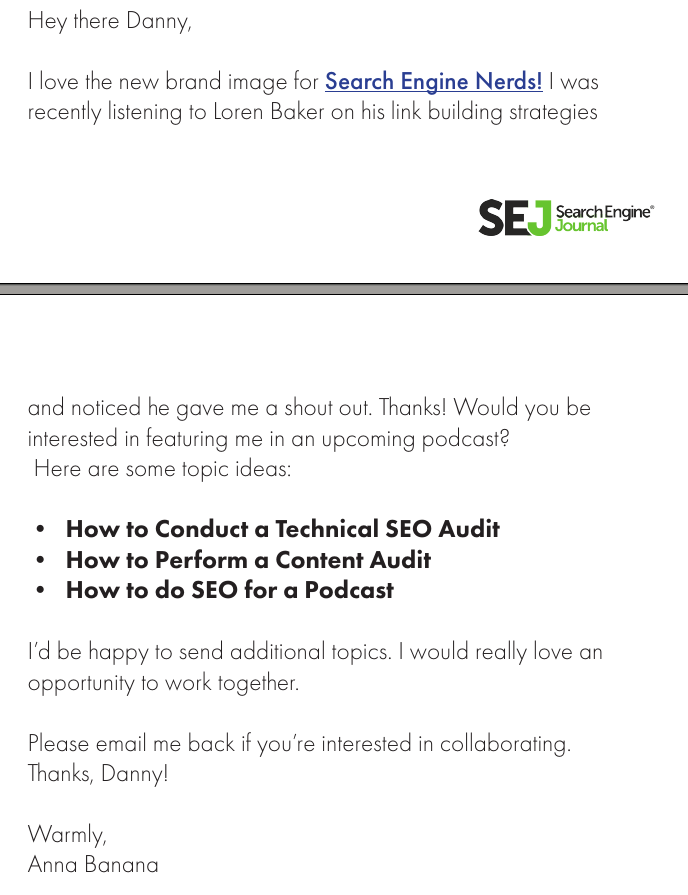 Hey there Danny,
I love the new brand image for Search Engine Nerds! I was
recently listening to Loren Baker on his link building strategies
SEJ Search Engine®
Journal
and noticed he gave me a shout out. Thanks! Would you be
interested in featuring me in an upcoming podcast?
Here are some topic ideas:
• How to Conduct a Technical SEO Audit
• How to Perform a Content Audit
• How to do SEO for a Podcast
I’d be happy to send additional topics. I would really love an
opportunity to work together.
Please email me back if you’re interested in collaborating.
Thanks, Danny!
Warmly,
Anna Banana